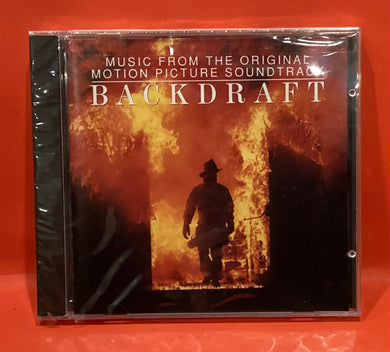 MUSIC FROM THE ORIGINAL
MOTION PICTURE SOUNDTRACK
BACKDRAFT